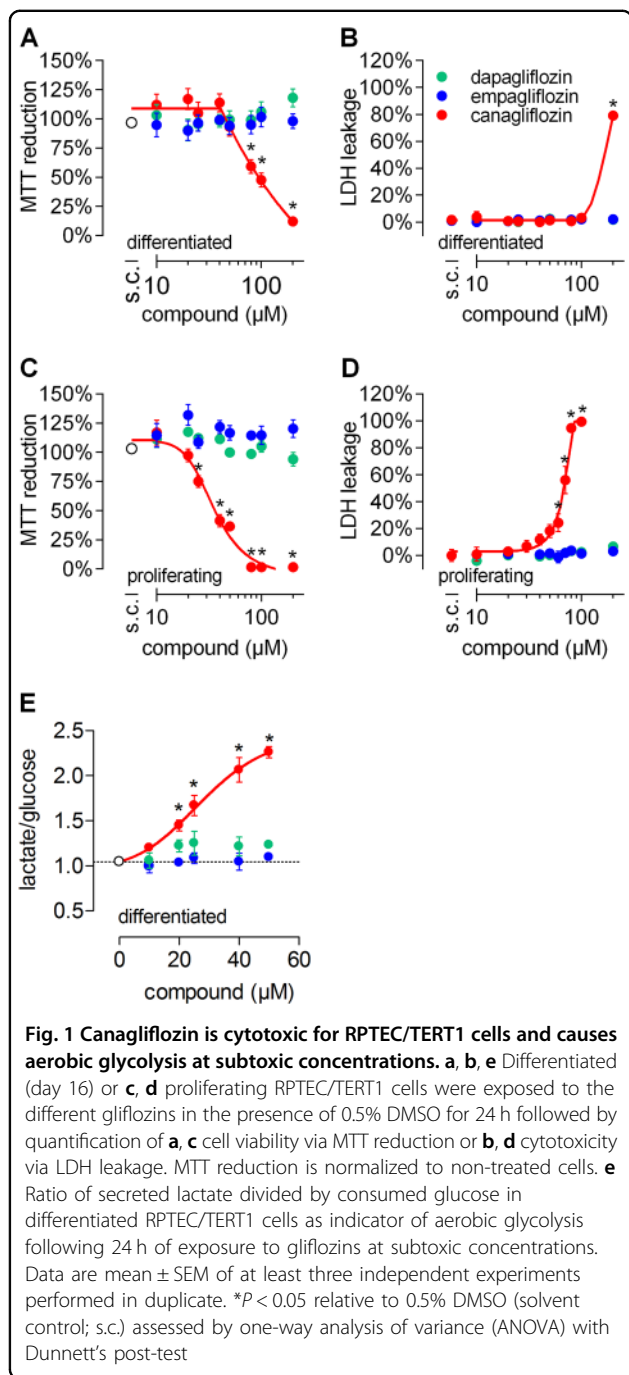 A
B
150%
125%
100%
75%
50%
25%
0%
MTT reduction
*
*
*
differentiated
s.c.
10
100
compound (µM)
120%
100%
80%
60%
40%
20%
0%
LDH leakage
dapagliflozin
empagliflozin
canagliflozin
*
differentiated
s.c.
10
100
compound (µM)
C
D
150%
125%
100%
75%
50%
25%
0%
MTT reduction
*
*
*
**
*
proliferating
s.c.
10
100
compound (µM)
120%
100%
80%
60%
40%
20%
0%
LDH leakage
*
*
*
*
proliferating
s.c.
10
100
compound (µM)
E
2.5
2.0
1.5
1.0
0.5
lactate/glucose
*
*
*
*
differentiated
0 20 40 60
compound (µM)
Fig. 1 Canagliflozin is cytotoxic for RPTEC/TERT1 cells and causes
aerobic glycolysis at subtoxic concentrations. a, b, e Differentiated
(day 16) or c, d proliferating RPTEC/TERT1 cells were exposed to the
different gliflozins in the presence of 0.5% DMSO for 24 h followed by
quantification of a, c cell viability via MTT reduction or b, d cytotoxicity
via LDH leakage. MTT reduction is normalized to non-treated cells. e
Ratio of secreted lactate divided by consumed glucose in
differentiated RPTEC/TERT1 cells as indicator of aerobic glycolysis
following 24 h of exposure to gliflozins at subtoxic concentrations.
Data are mean ± SEM of at least three independent experiments
performed in duplicate. *P < 0.05 relative to 0.5% DMSO (solvent
control; s.c.) assessed by one-way analysis of variance (ANOVA) with
Dunnett's post-test